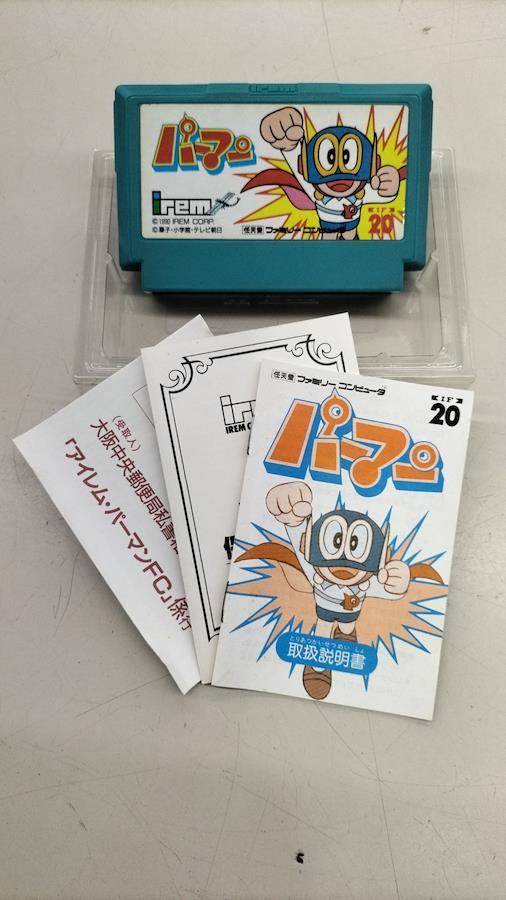 irem
パーマン
irem
©1990 IREM CORP.
©藤子・小学館・テレビ朝日
IF
20
任天堂 ファミリーコンピュータ
任天堂 ファミリーコンピュータ™
IF
20
パーマン
とりあつかいせつめいしょ
取扱説明書
IREM C
(受取人)
大阪中央郵便局私書
「アイレム・パーマンFC」係行